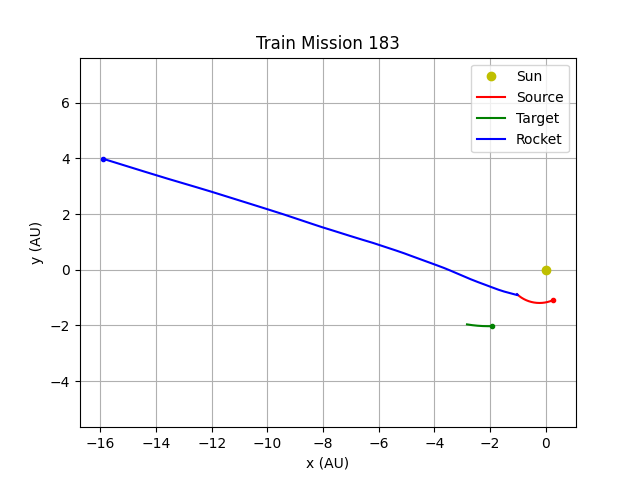 Train Mission 183
Sun
Source
Target
Rocket
6
4
2
0
−2
−4
y (AU)
−16 −14 −12 −10 −8 −6 −4 −2 0
x (AU)